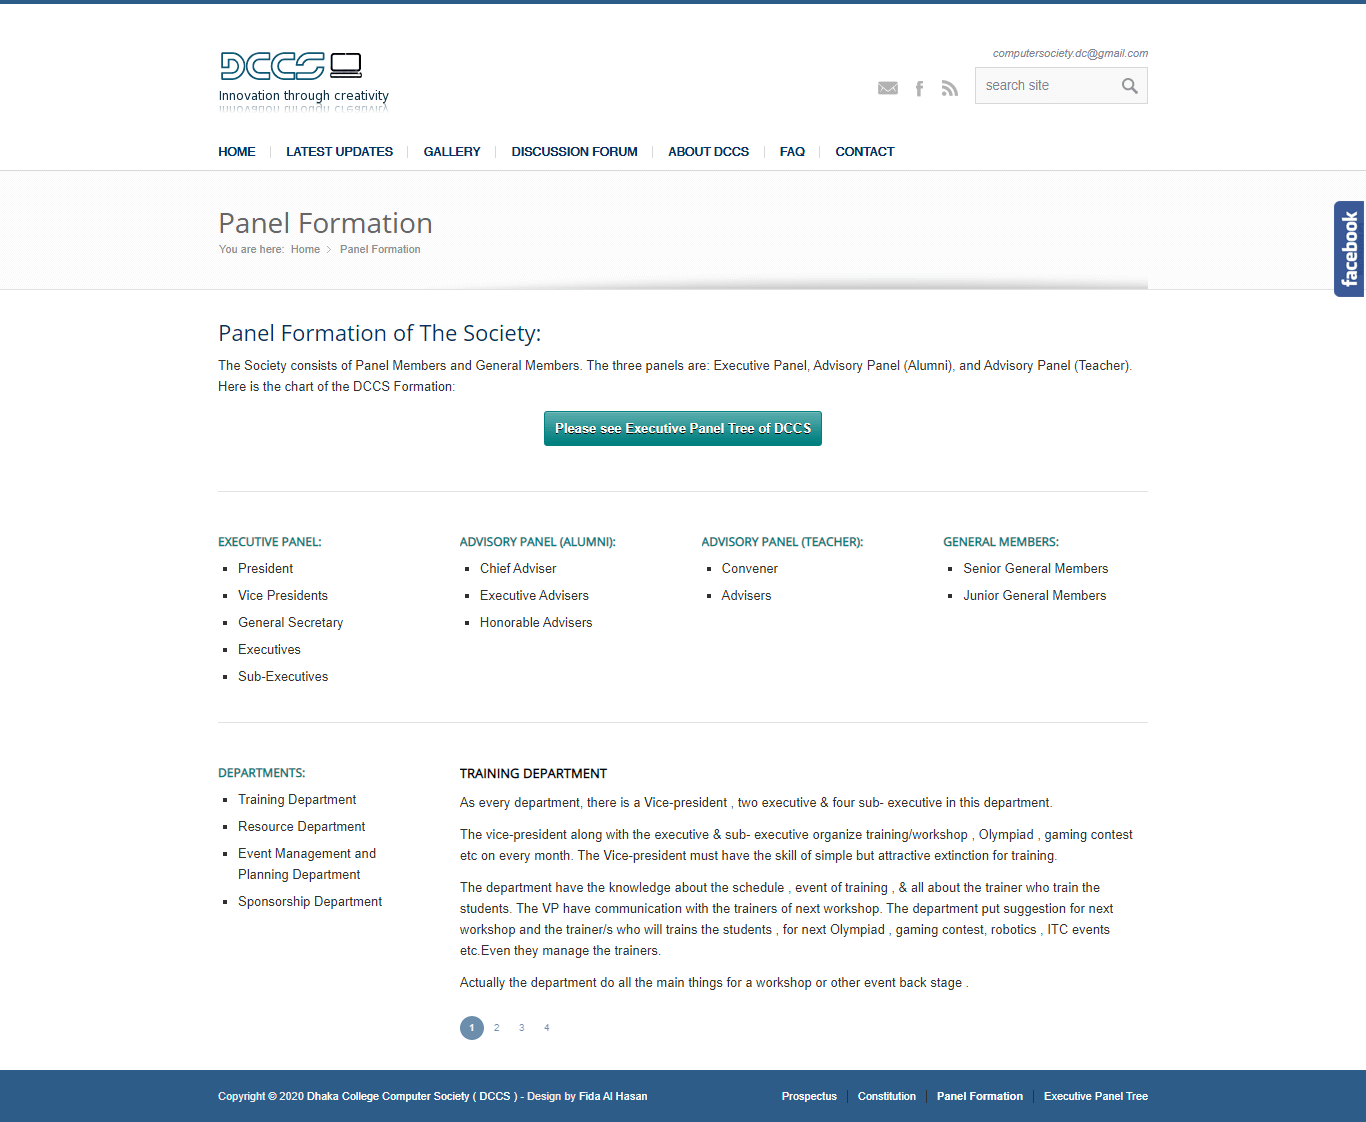 computersociety.dc@gmail.com
DCCS
Innovation through creativity
search site
HOME
LATEST UPDATES
GALLERY
DISCUSSION FORUM
ABOUT DCCS
FAQ
CONTACT
Panel Formation
You are here: Home > Panel Formation
facebook
Panel Formation of The Society:
The Society consists of Panel Members and General Members. The three panels are: Executive Panel, Advisory Panel (Alumni), and Advisory Panel (Teacher).
Here is the chart of the DCCS Formation:
Please see Executive Panel Tree of DCCS
EXECUTIVE PANEL:
President
Vice Presidents
General Secretary
Executives
Sub-Executives
ADVISORY PANEL (ALUMNI):
Chief Adviser
Executive Advisers
Honorable Advisers
ADVISORY PANEL (TEACHER):
Convener
Advisers
GENERAL MEMBERS:
Senior General Members
Junior General Members
DEPARTMENTS:
Training Department
Resource Department
Event Management and
Planning Department
Sponsorship Department
TRAINING DEPARTMENT
As every department, there is a Vice-president , two executive & four sub- executive in this department.
The vice-president along with the executive & sub- executive organize training/workshop , Olympiad , gaming contest
etc on every month. The Vice-president must have the skill of simple but attractive extinction for training.
The department have the knowledge about the schedule , event of training , & all about the trainer who train the
students. The VP have communication with the trainers of next workshop. The department put suggestion for next
workshop and the trainer/s who will trains the students , for next Olympiad , gaming contest, robotics , ITC events
etc.Even they manage the trainers.
Actually the department do all the main things for a workshop or other event back stage .
1 2 3 4
Copyright © 2020 Dhaka College Computer Society ( DCCS ) - Design by Fida Al Hasan
Prospectus
Constitution
Panel Formation
Executive Panel Tree